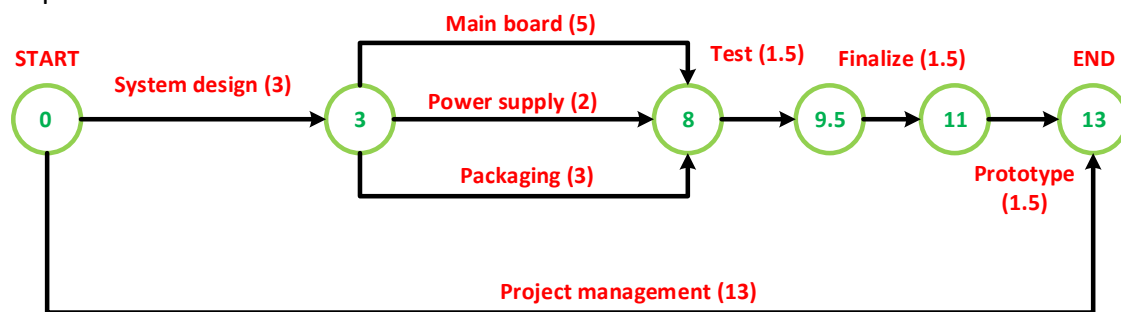 Main board (5)
START
Test (1.5)
Finalize (1.5)
END
System design (3)
Power supply (2)
0
3
8
9.5
11
13
Packaging (3)
Prototype
(1.5)
Project management (13)